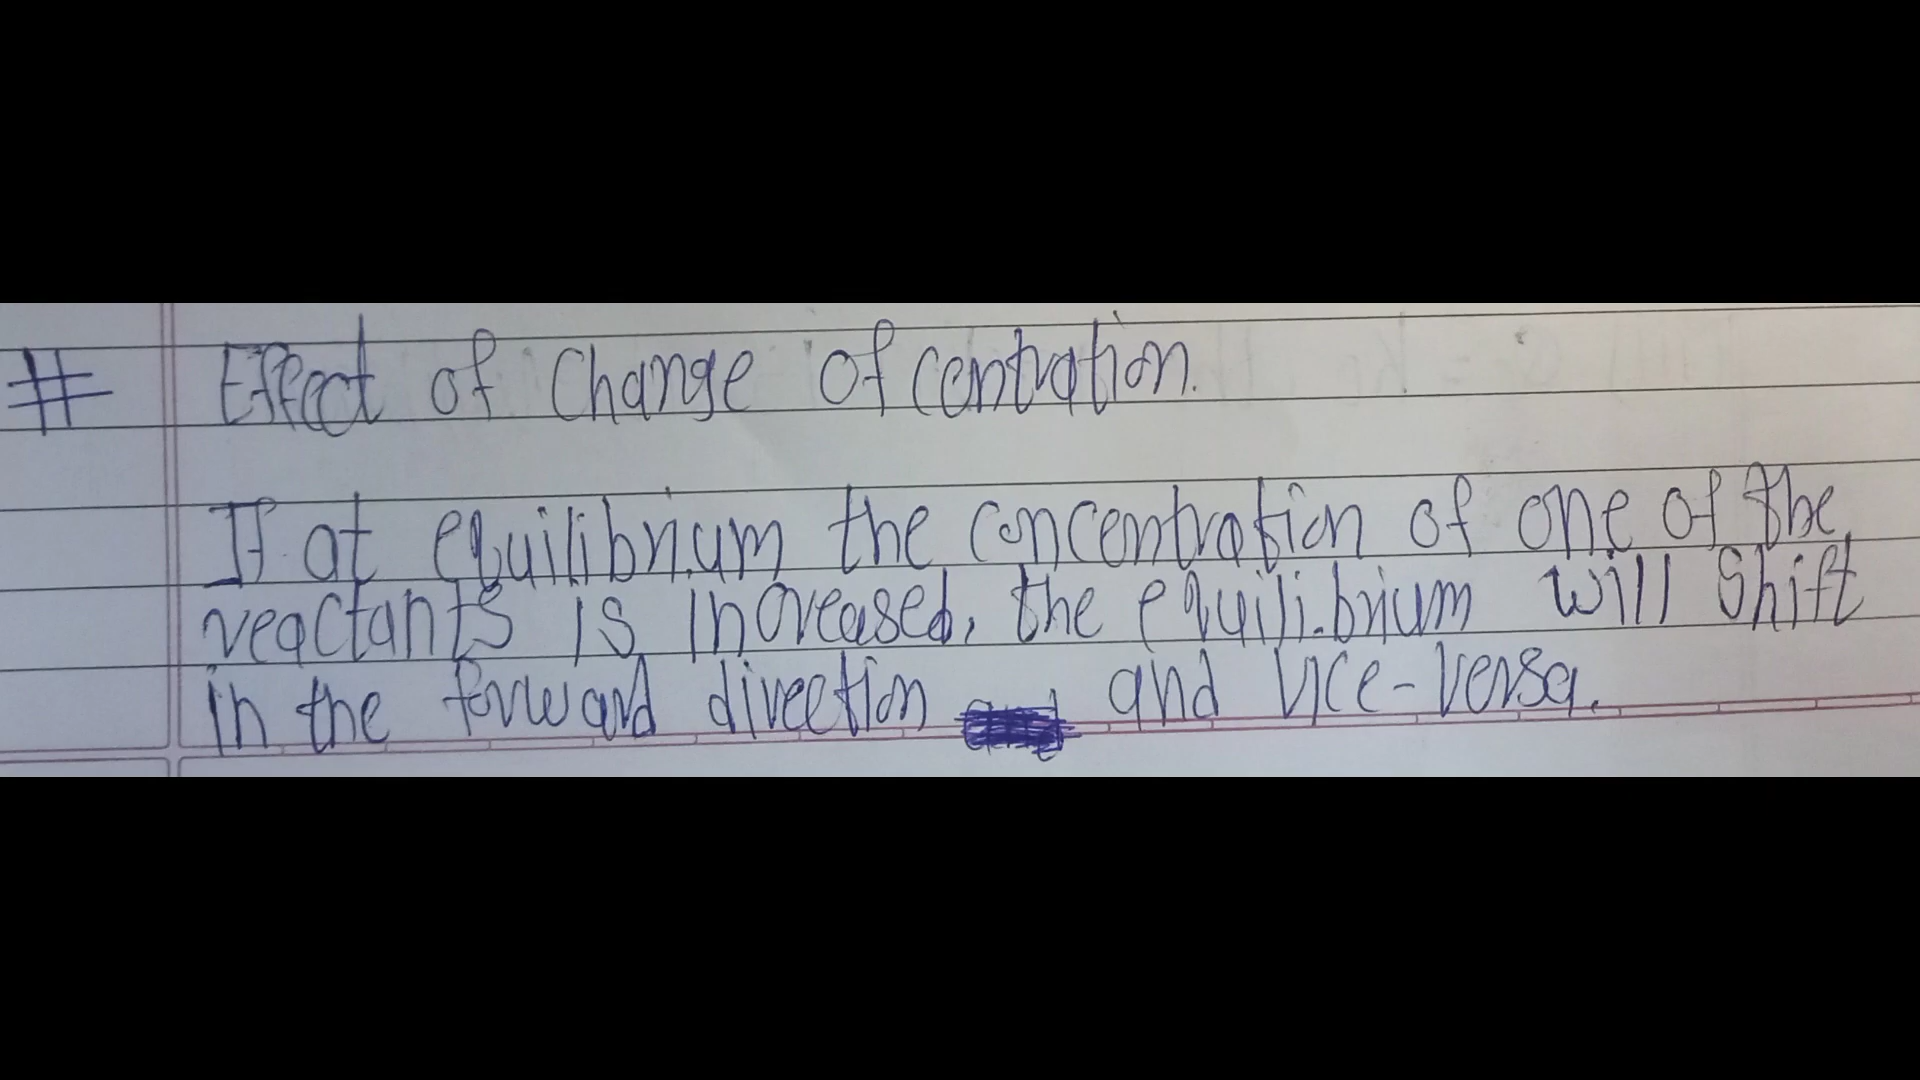 # Effect of Change of centration.
If at equilibrium the concentration of one of the
reactants is increased, the equilibrium will shift
in the forward direction and vice-versa.